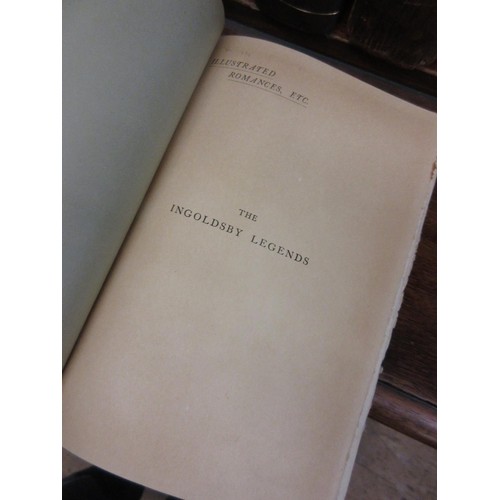 ILLUSTRATED
ROMANCES, ETC.
THE
INGOLDSBY LEGENDS